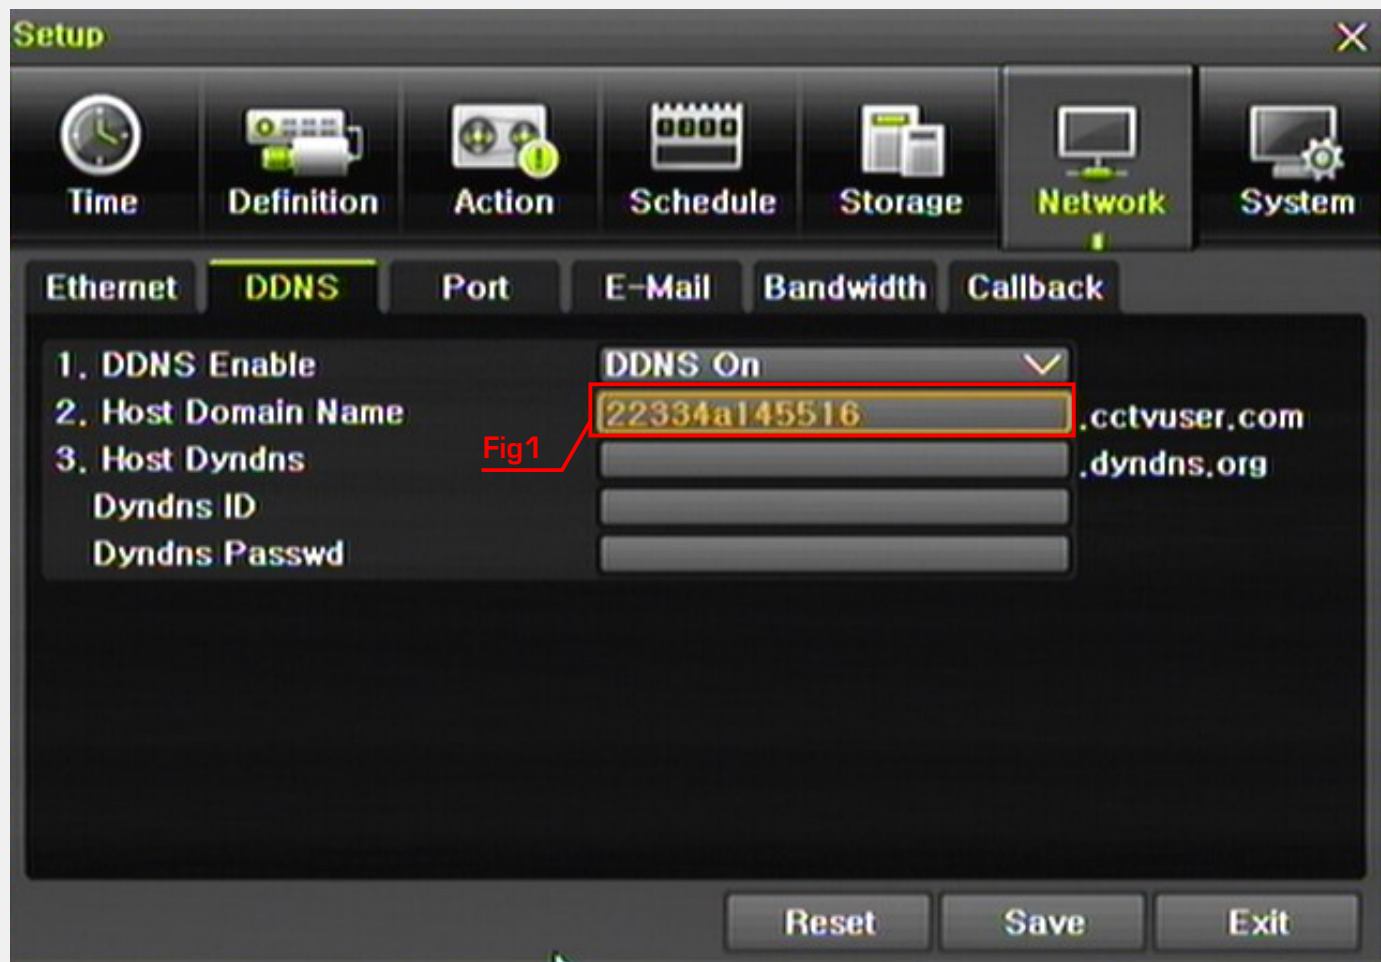 Setup
Time Definition Action Schedule Storage Network System
Ethernet DDNS Port E-Mail Bandwidth Callback
1. DDNS Enable DDNS On
2. Host Domain Name 22334a145516 .cctvuser.com
Fig1
3. Host Dyndns .dyndns.org
Dyndns ID
Dyndns Passwd
Reset Save Exit